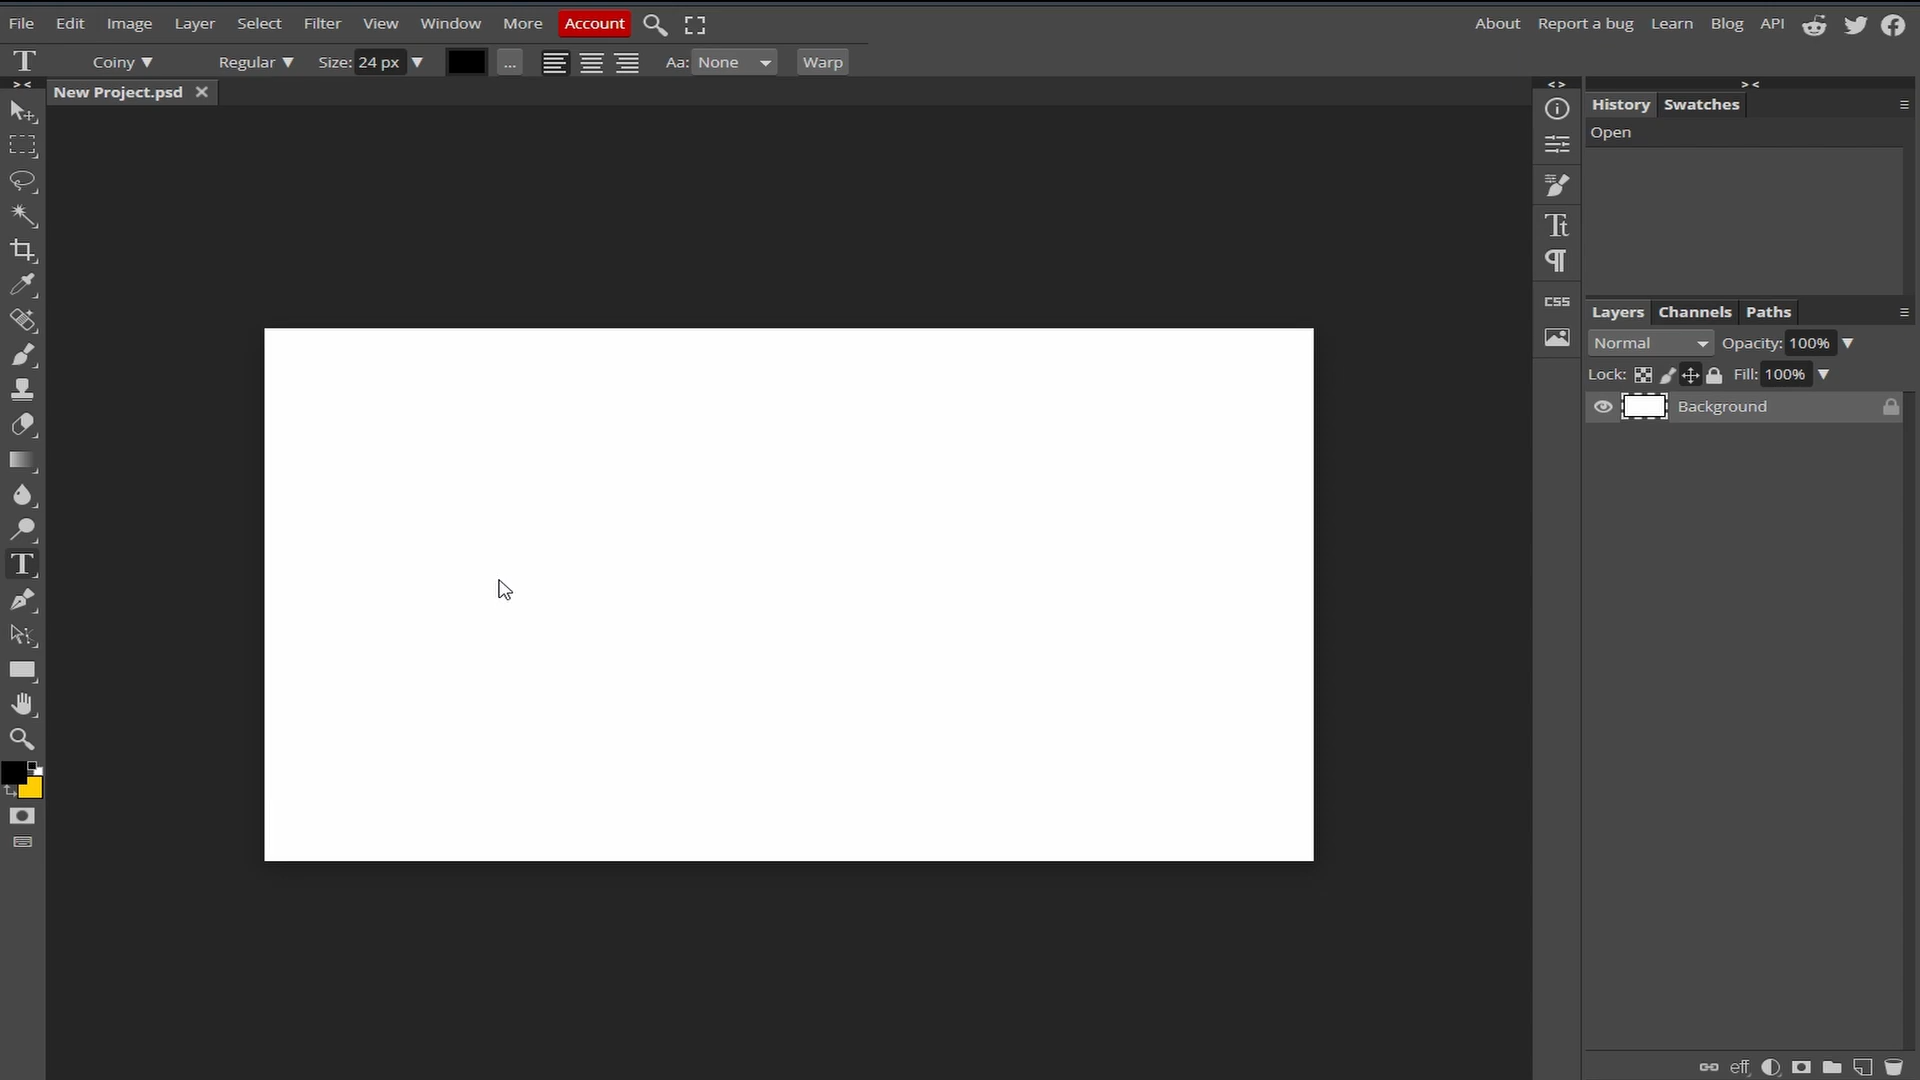 File Edit Image Layer Select Filter View Window More Account About Report a bug Learn Blog API
T Coiny Regular Size: 24 px ... Aa: None Warp
> < < > > <
New Project.psd
History Swatches
Open
T
Tt
¶
CSS
Layers Channels Paths
Normal Opacity: 100%
Lock: Fill: 100%
Background
eff